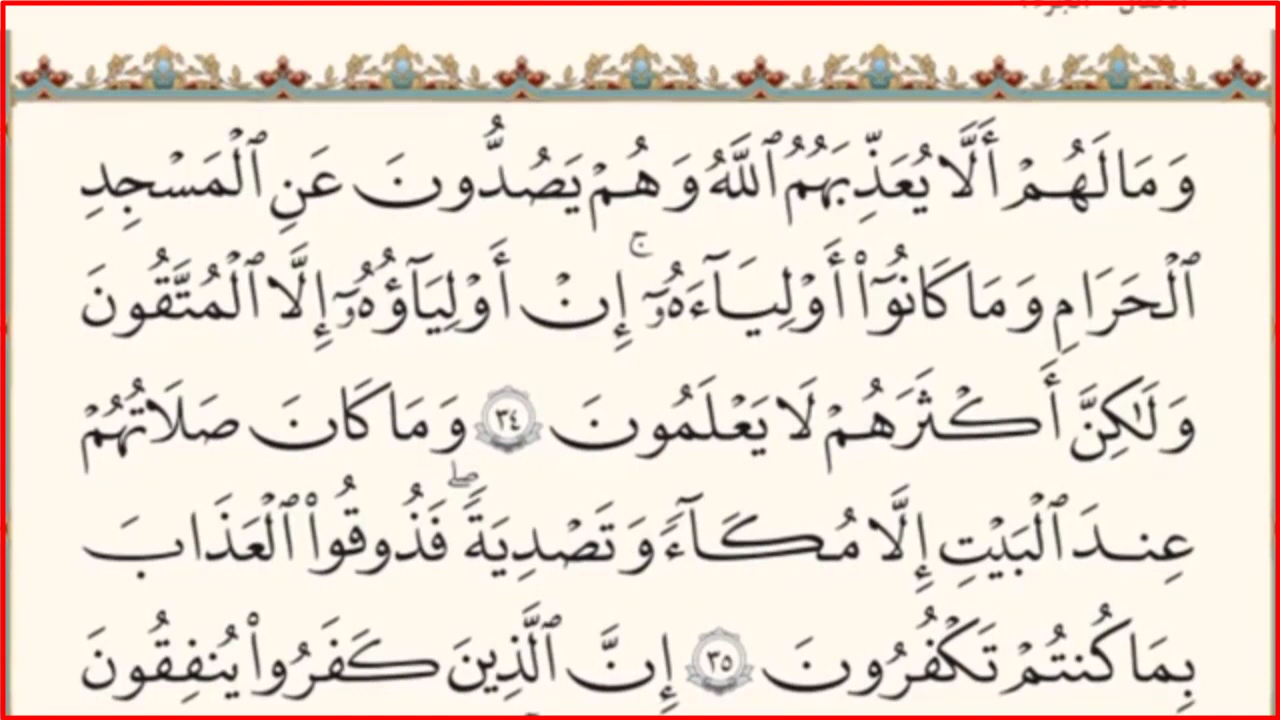 وَمَا لَهُمْ أَلَّا يُعَذِّبَهُمُ ٱللَّهُ وَهُمْ يَصُدُّونَ عَنِ ٱلْمَسْجِدِ
ٱلْحَرَامِ وَمَا كَانُوٓا۟ أَوْلِيَآءَهُۥٓ ۚ إِنْ أَوْلِيَآؤُهُۥٓ إِلَّا ٱلْمُتَّقُونَ
وَلَٰكِنَّ أَكْثَرَهُمْ لَا يَعْلَمُونَ ٣٤ وَمَا كَانَ صَلَاتُهُمْ
عِندَ ٱلْبَيْتِ إِلَّا مُكَآءً وَتَصْدِيَةً ۖ فَذُوقُوا۟ ٱلْعَذَابَ
بِمَا كُنتُمْ تَكْفُرُونَ ٣٥ إِنَّ ٱلَّذِينَ كَفَرُوا۟ يُنفِقُونَ